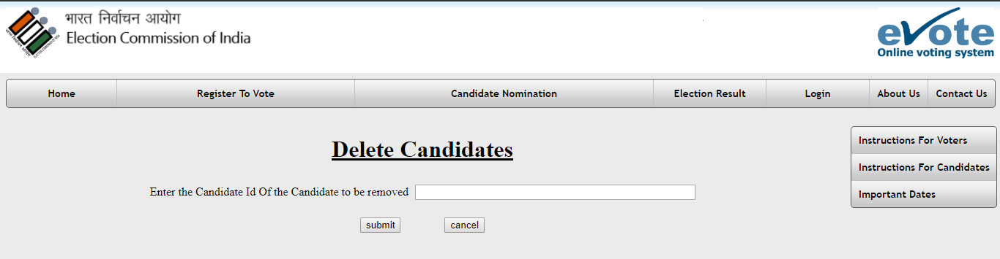 भारत निर्वाचन आयोग
Election Commission of India
eVote
Online voting system
Home Register To Vote Candidate Nomination Election Result Login About Us Contact Us
Instructions For Voters
Instructions For Candidates
Important Dates
Delete Candidates
Enter the Candidate Id Of the Candidate to be removed
submit cancel